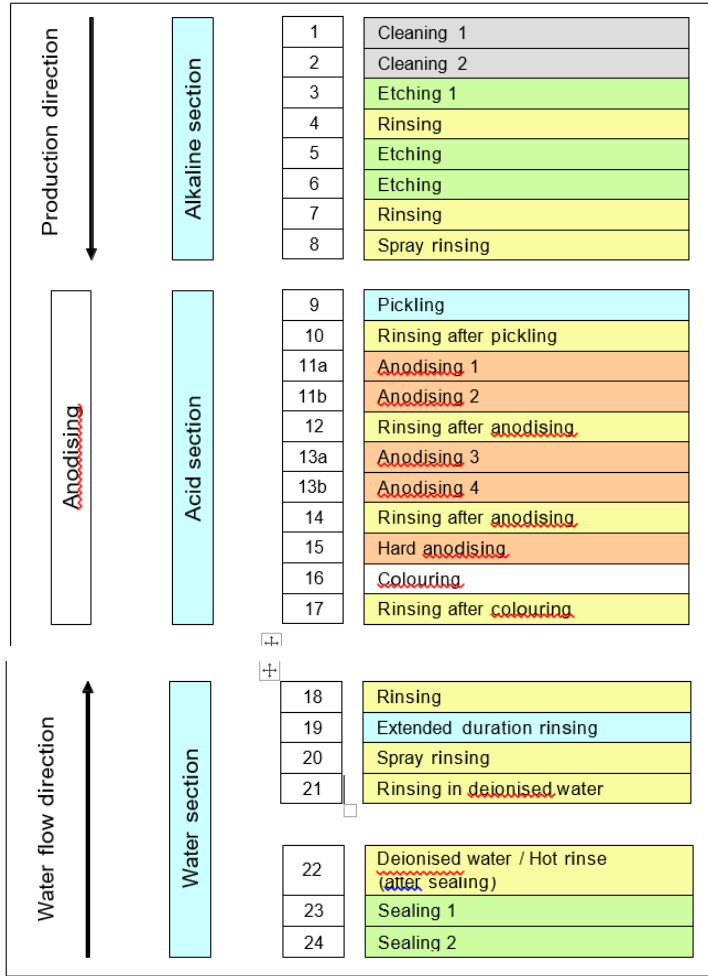 Production direction
Alkaline section
1 Cleaning 1
2 Cleaning 2
3 Etching 1
4 Rinsing
5 Etching
6 Etching
7 Rinsing
8 Spray rinsing
Anodising
Acid section
9 Pickling
10 Rinsing after pickling
11a Anodising 1
11b Anodising 2
12 Rinsing after anodising
13a Anodising 3
13b Anodising 4
14 Rinsing after anodising
15 Hard anodising
16 Colouring
17 Rinsing after colouring
Water flow direction
Water section
18 Rinsing
19 Extended duration rinsing
20 Spray rinsing
21 Rinsing in deionised water
22 Deionised water / Hot rinse
(after sealing)
23 Sealing 1
24 Sealing 2